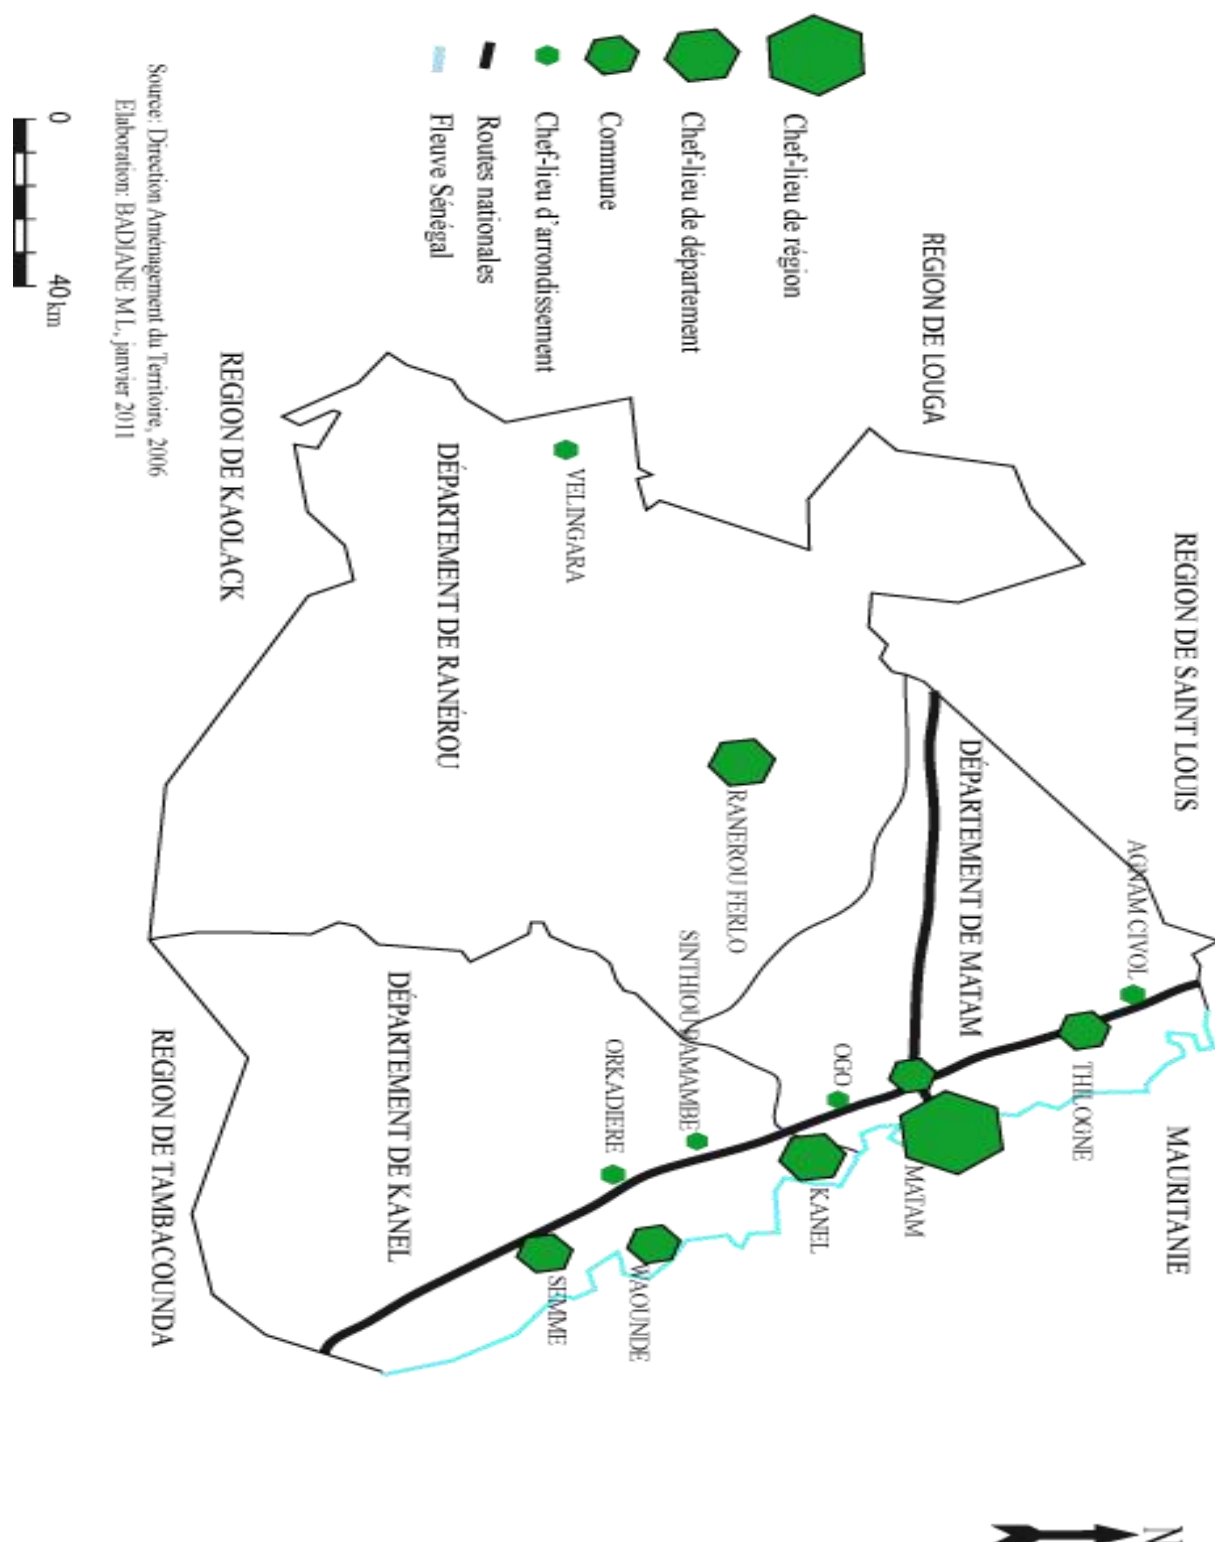 N
REGION DE SAINT LOUIS
MAURITANIE
AGNAM CIVOL
THILOGNE
REGION DE LOUGA
DÉPARTEMENT DE MATAM
MATAM
OGO
KANEL
RANEROU FERLO
SINTHIOU DAMAMBE
ORKADIERE
WAOUNDE
VELINGARA
SEMME
DÉPARTEMENT DE RANÉROU
DÉPARTEMENT DE KANEL
REGION DE KAOLACK
REGION DE TAMBACOUNDA
Chef-lieu de région
Chef-lieu de département
Commune
Chef-lieu d'arrondissement
Routes nationales
Fleuve Sénégal
Source: Direction Aménagement du Territoire, 2006
Elaboration: BADIANE M L, janvier 2011
0 40 km